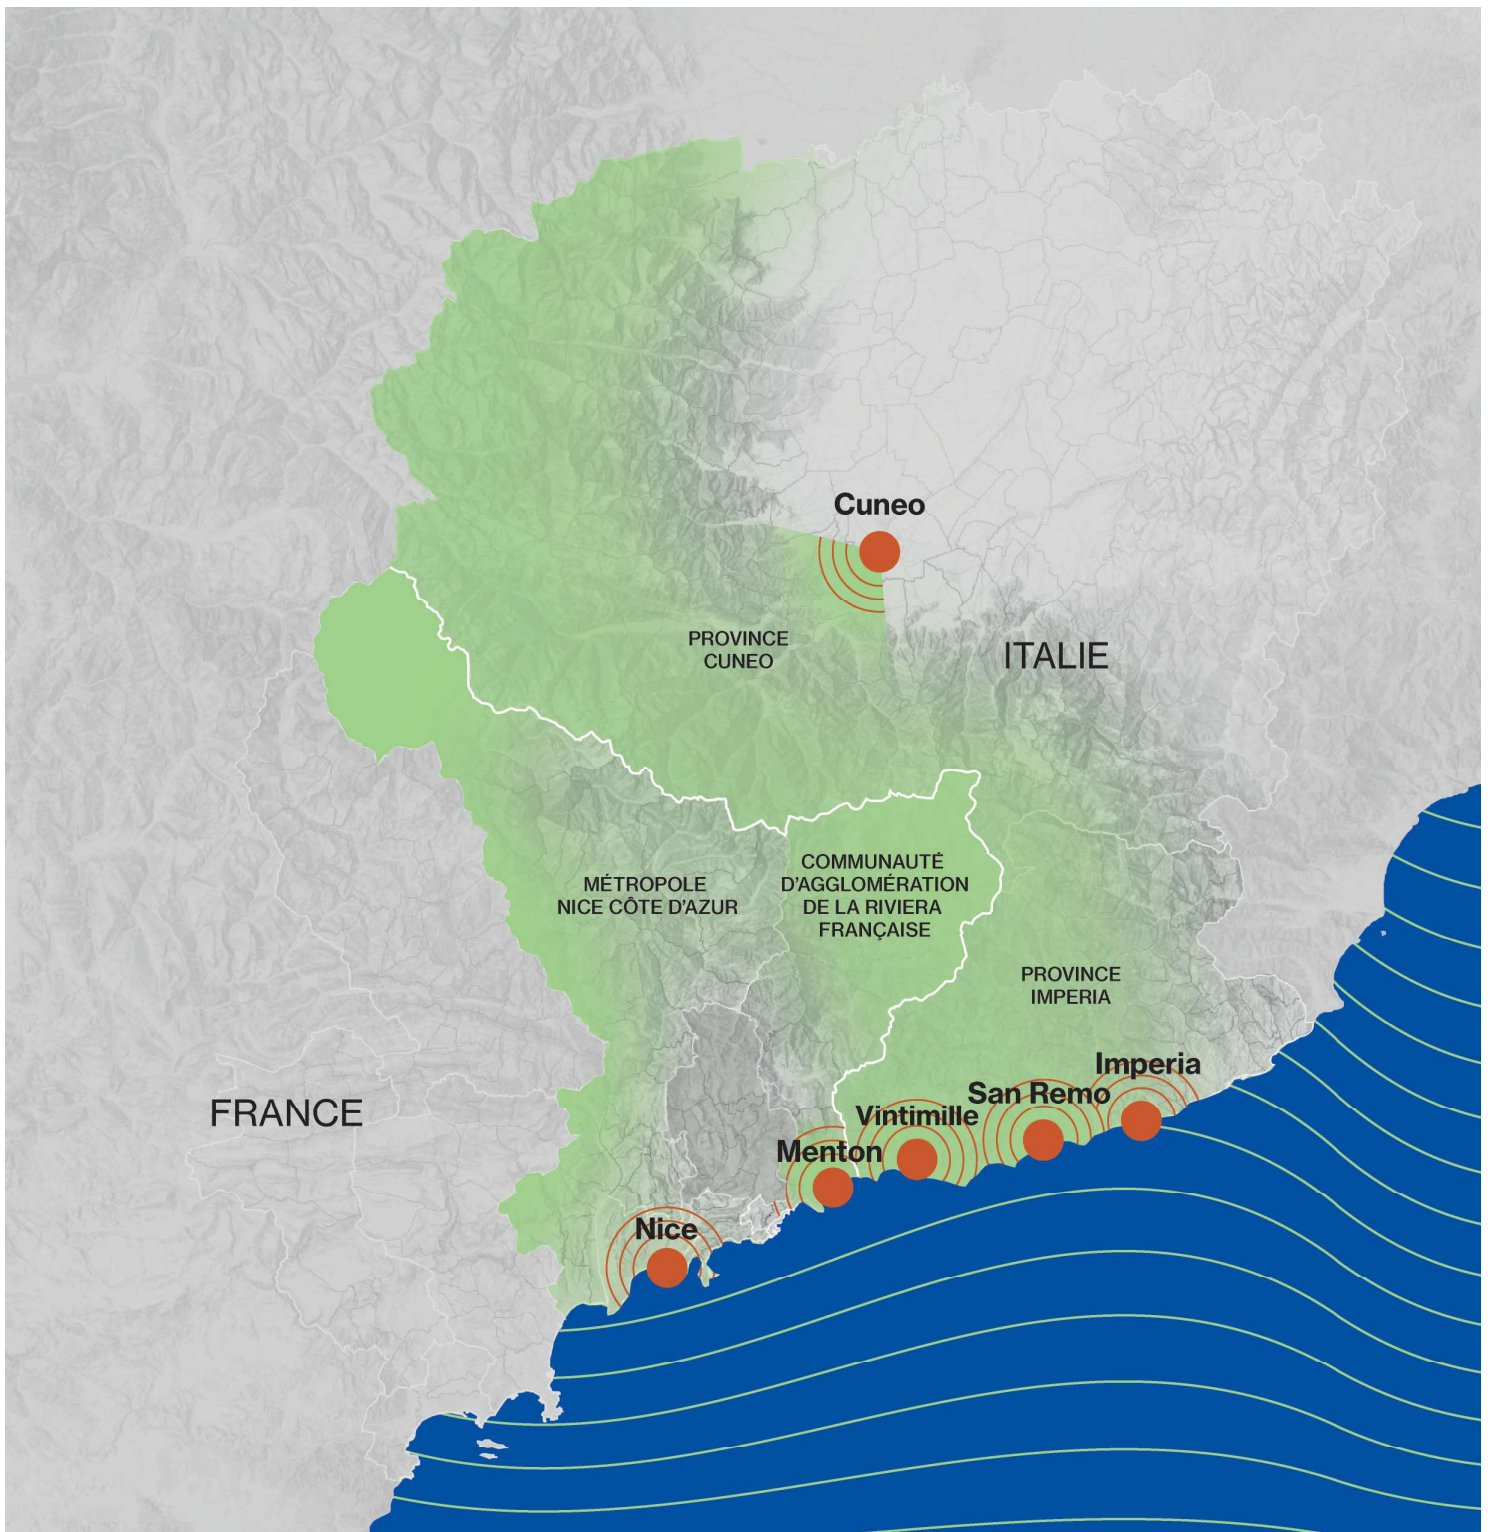 Cuneo
PROVINCE
CUNEO
ITALIE
COMMUNAUTÉ
D'AGGLOMÉRATION
DE LA RIVIERA
FRANÇAISE
MÉTROPOLE
NICE CÔTE D'AZUR
PROVINCE
IMPERIA
Imperia
San Remo
FRANCE
Vintimille
Menton
Nice